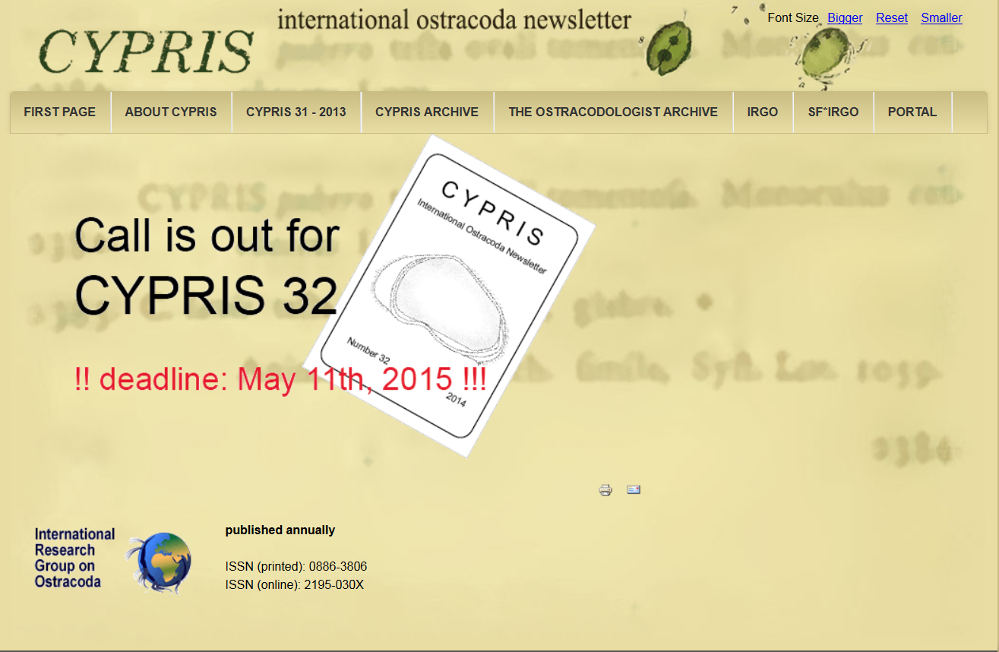 international ostracoda newsletter
CYPRIS
Font Size Bigger Reset Smaller
FIRST PAGE ABOUT CYPRIS CYPRIS 31 - 2013 CYPRIS ARCHIVE THE OSTRACODOLOGIST ARCHIVE IRGO SF*IRGO PORTAL
Call is out for
CYPRIS 32
!! deadline: May 11th, 2015 !!!
CYPRIS
International Ostracoda Newsletter
Number 32
2014
International
Research
Group on
Ostracoda
published annually
ISSN (printed): 0886-3806
ISSN (online): 2195-030X